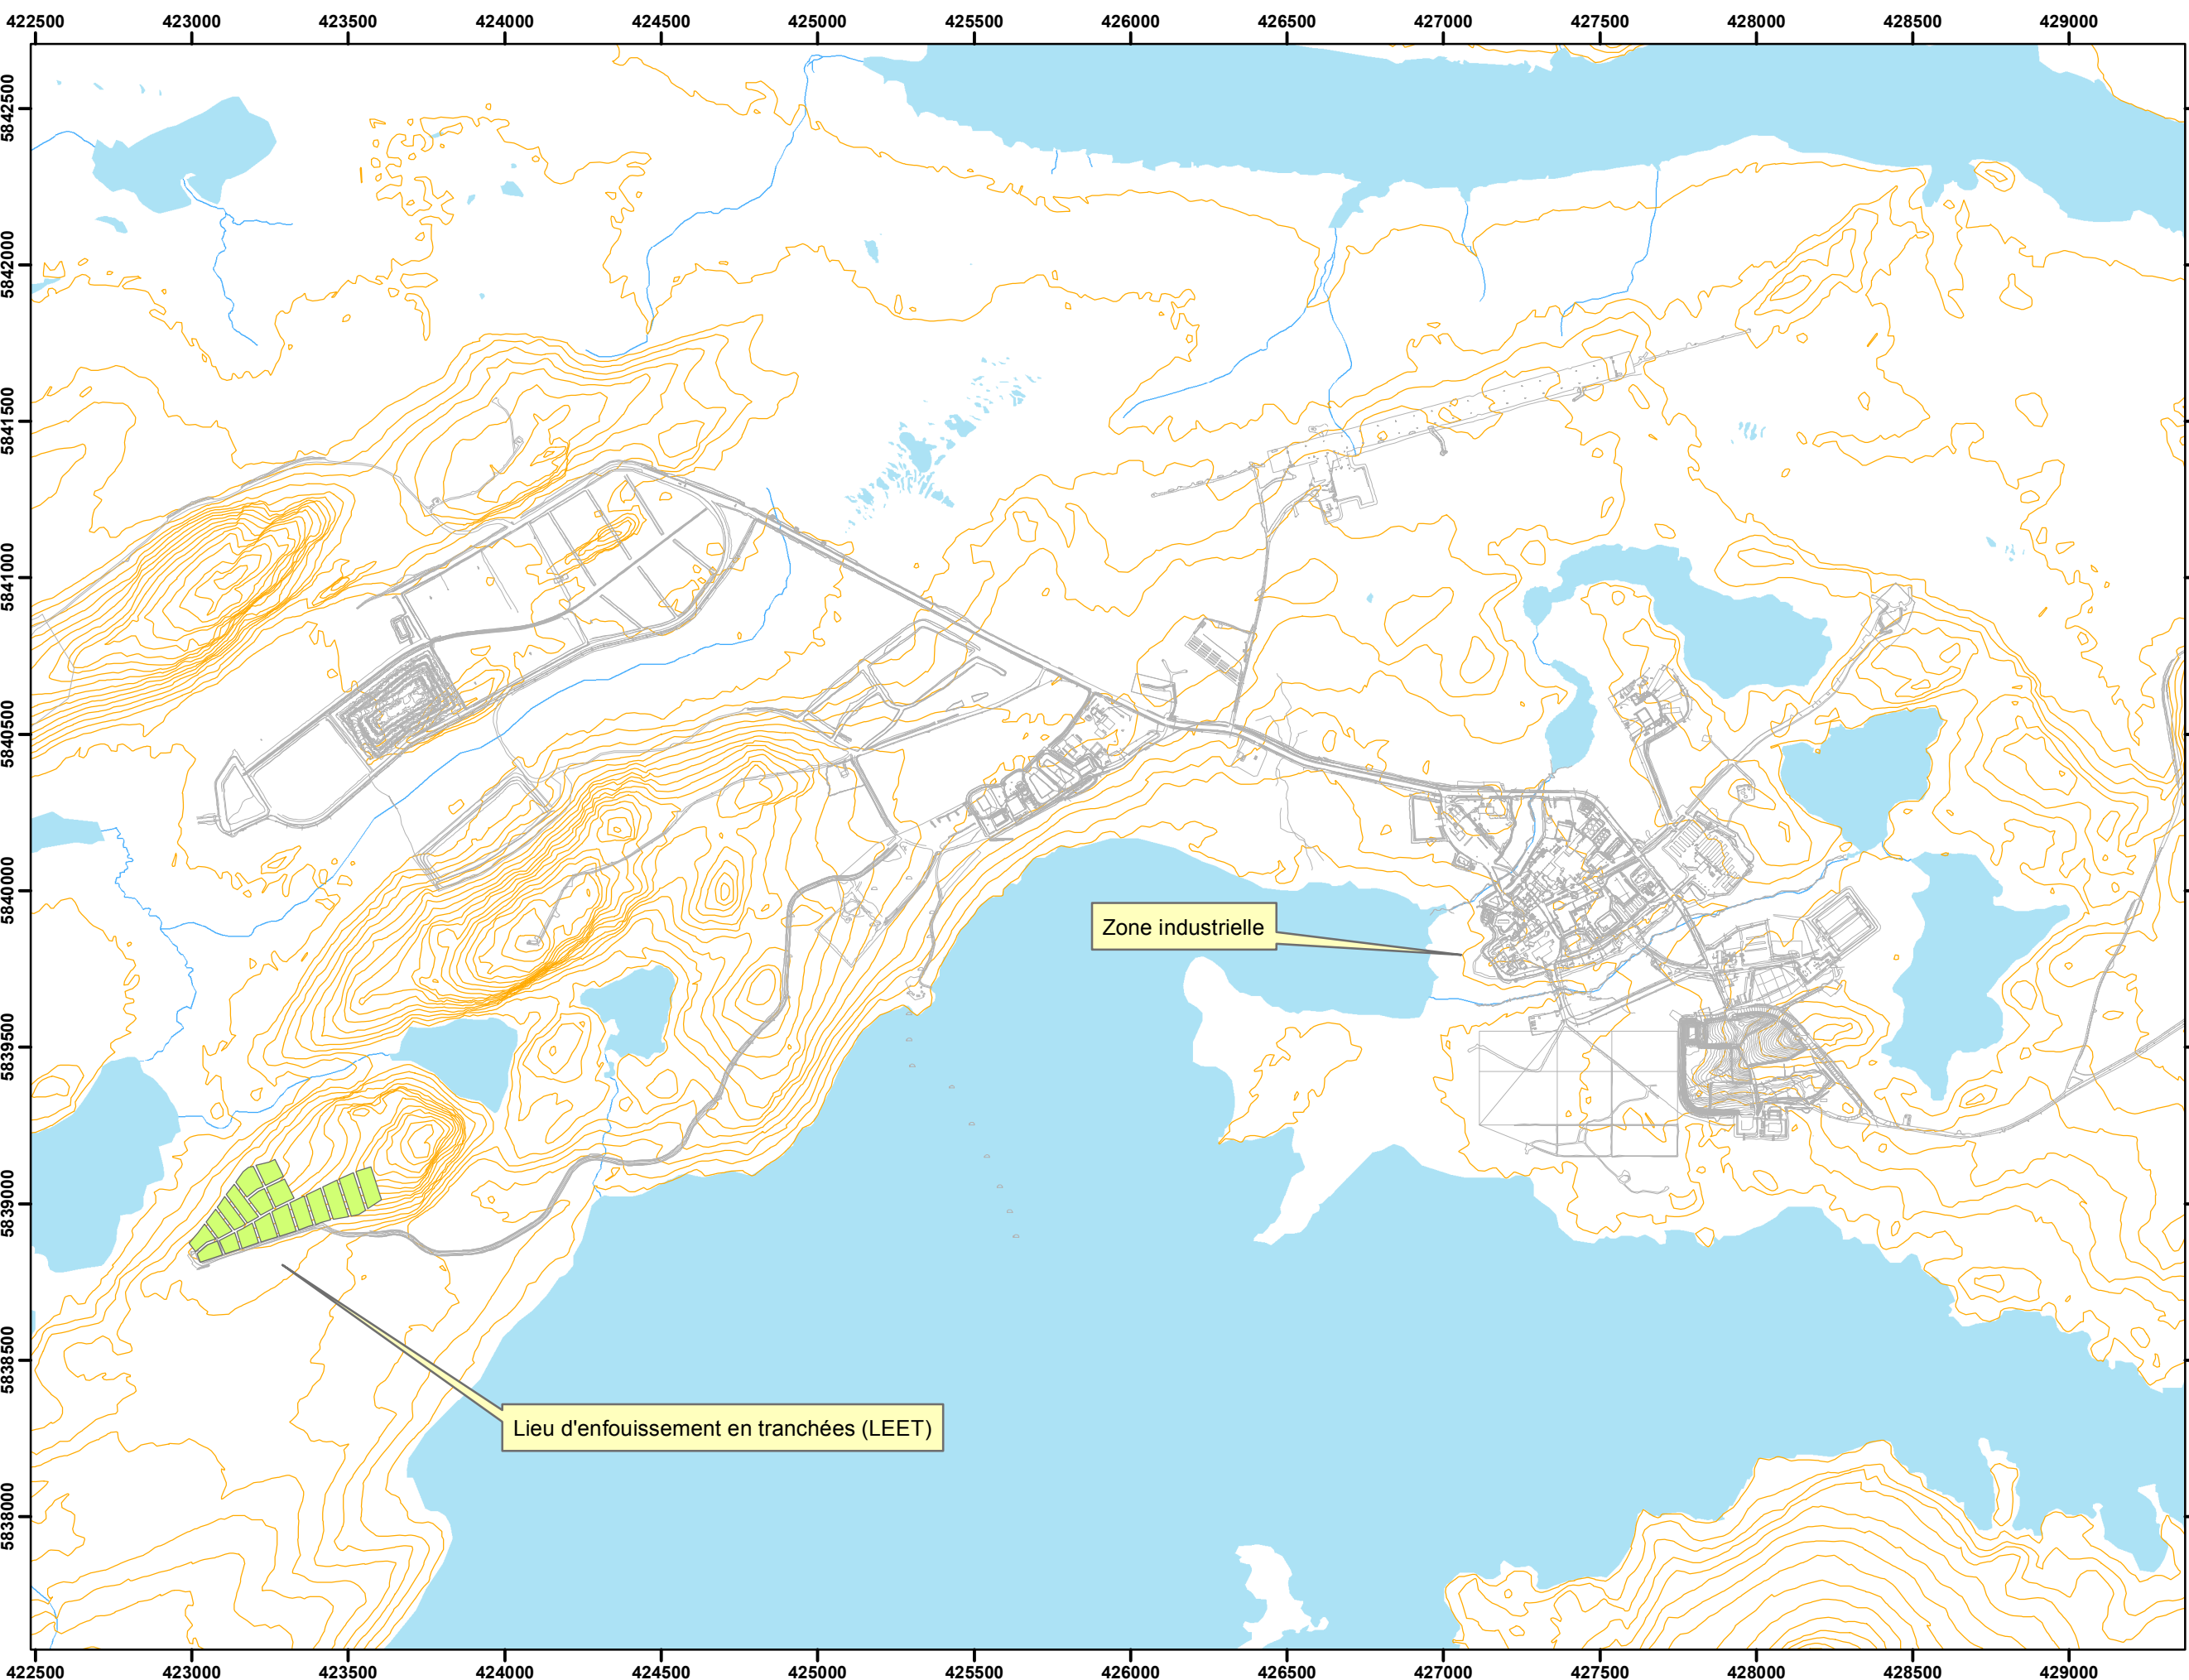 422500 423000 423500 424000 424500 425000 425500 426000 426500 427000 427500 428000 428500 429000
5842500
5842000
5841500
5841000
5840500
5840000
Zone industrielle
5839500
5839000
5838500
Lieu d'enfouissement en tranchées (LEET)
5838000
422500 423000 423500 424000 424500 425000 425500 426000 426500 427000 427500 428000 428500 429000